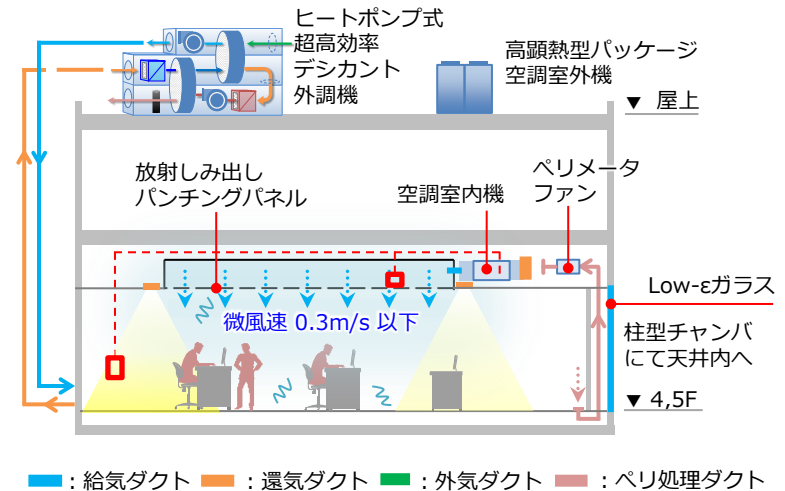 ヒートポンプ式
超高効率
デシカント
外調機
高顕熱型パッケージ
空調室外機
▼ 屋上
放射しみ出し
パンチングパネル
空調室内機
ペリメータ
ファン
Low-εガラス
微風速 0.3m/s 以下
柱型チャンバ
にて天井内へ
▼ 4,5F
：給気ダクト ：還気ダクト ：外気ダクト ：ペリ処理ダクト